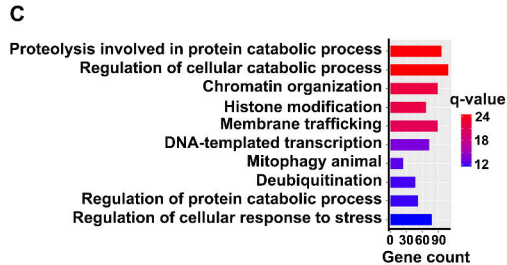 C
Proteolysis involved in protein catabolic process
Regulation of cellular catabolic process
Chromatin organization
Histone modification
Membrane trafficking
DNA-templated transcription
Mitophagy animal
Deubiquitination
Regulation of protein catabolic process
Regulation of cellular response to stress
0 30 60 90
Gene count
q-value
24
18
12